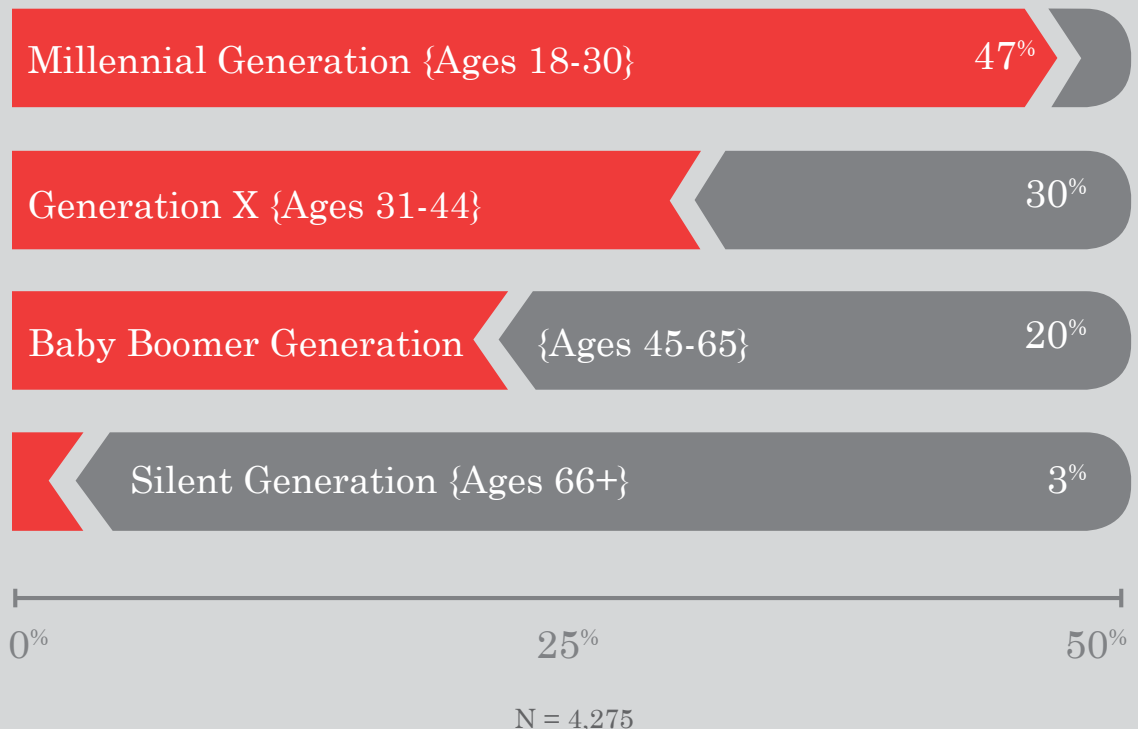 Millennial Generation {Ages 18-30} 47%
Generation X {Ages 31-44} 30%
Baby Boomer Generation {Ages 45-65} 20%
Silent Generation {Ages 66+} 3%
0% 25% 50%
N = 4,275